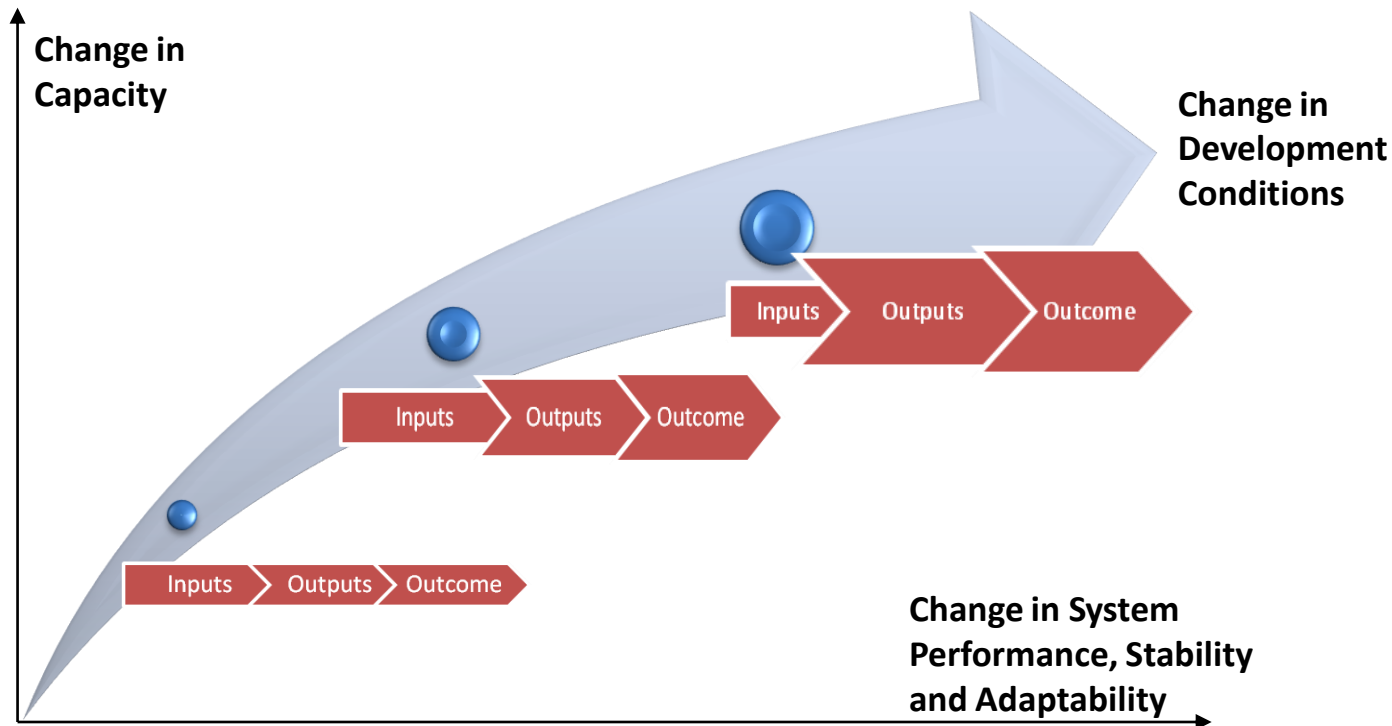 Change in
Capacity
Change in
Development
Conditions
Inputs
Outputs
Outcome
Inputs
Outputs
Outcome
Inputs
Outputs
Outcome
Change in System
Performance, Stability
and Adaptability